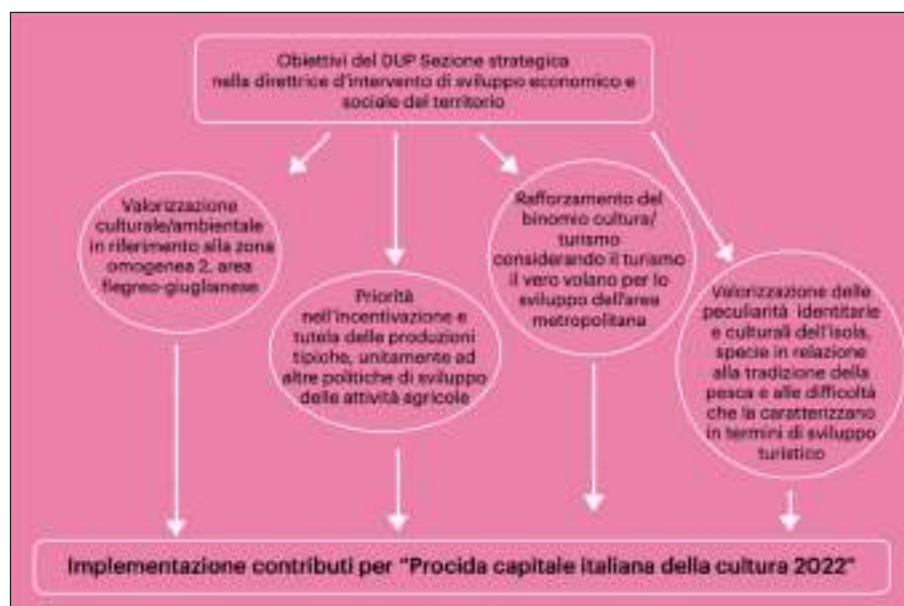 Obiettivi del DUP Sezione strategica
nella direttrice d'intervento di sviluppo economico e
sociale del territorio
Valorizzazione
culturale/ambientale
in riferimento alla zona
omogenea 2, area
flegreo-giuglianese
Priorità
nell'incentivazione e
tutela delle produzioni
tipiche, unitamente ad
altre politiche di sviluppo
delle attività agricole
Rafforzamento del
binomio cultura/
turismo
considerando il turismo
il vero volano per lo
sviluppo dell'area
metropolitana
Valorizzazione delle
peculiarità identitarie
e culturali dell'isola,
specie in relazione
alla tradizione della
pesca e alle difficoltà
che la caratterizzano
in termini di sviluppo
turistico
Implementazione contributi per "Procida capitale italiana della cultura 2022"